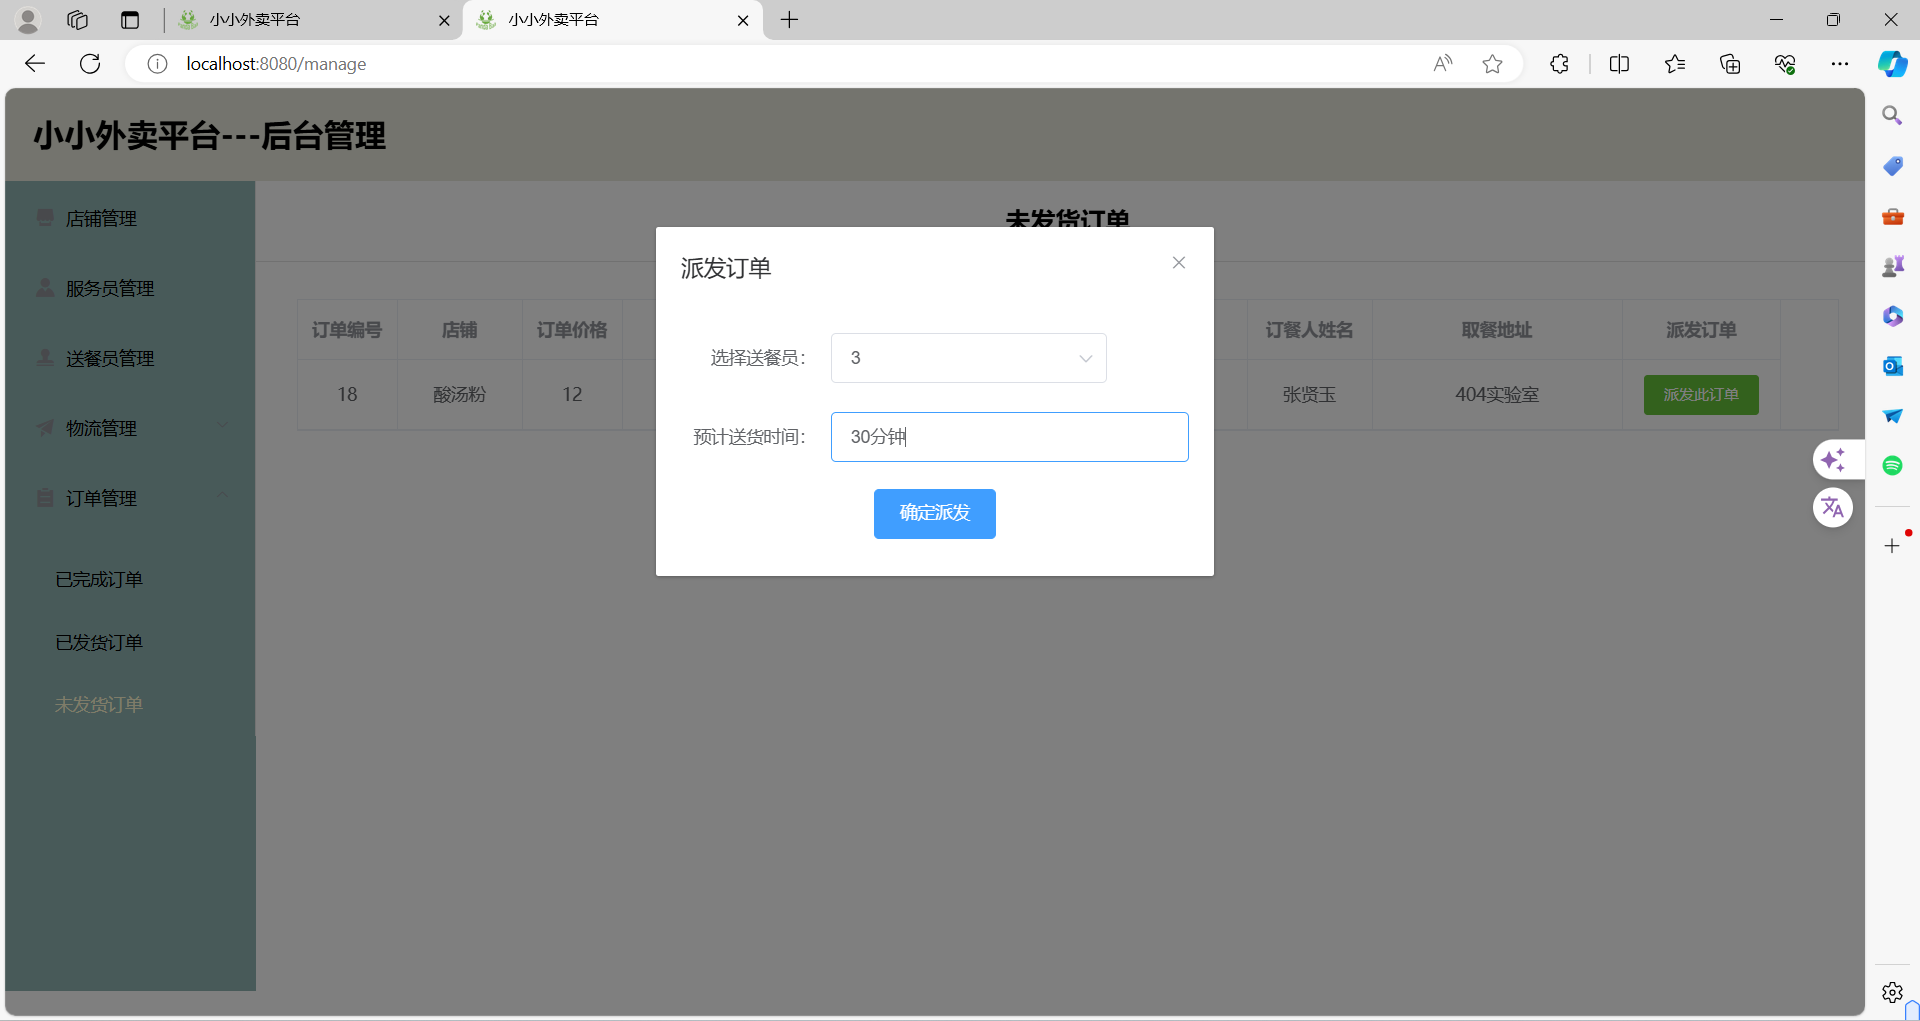 小小外卖平台
小小外卖平台
localhost:8080/manage
小小外卖平台---后台管理
店铺管理
服务员管理
送餐员管理
物流管理
订单管理
已完成订单
已发货订单
未发货订单
未发货订单
订单编号 店铺 订单价格 订餐人姓名 取餐地址 派发订单
18 酸汤粉 12 张贤玉 404实验室 派发此订单
派发订单
选择送餐员: 3
预计送货时间: 30分钟
确定派发